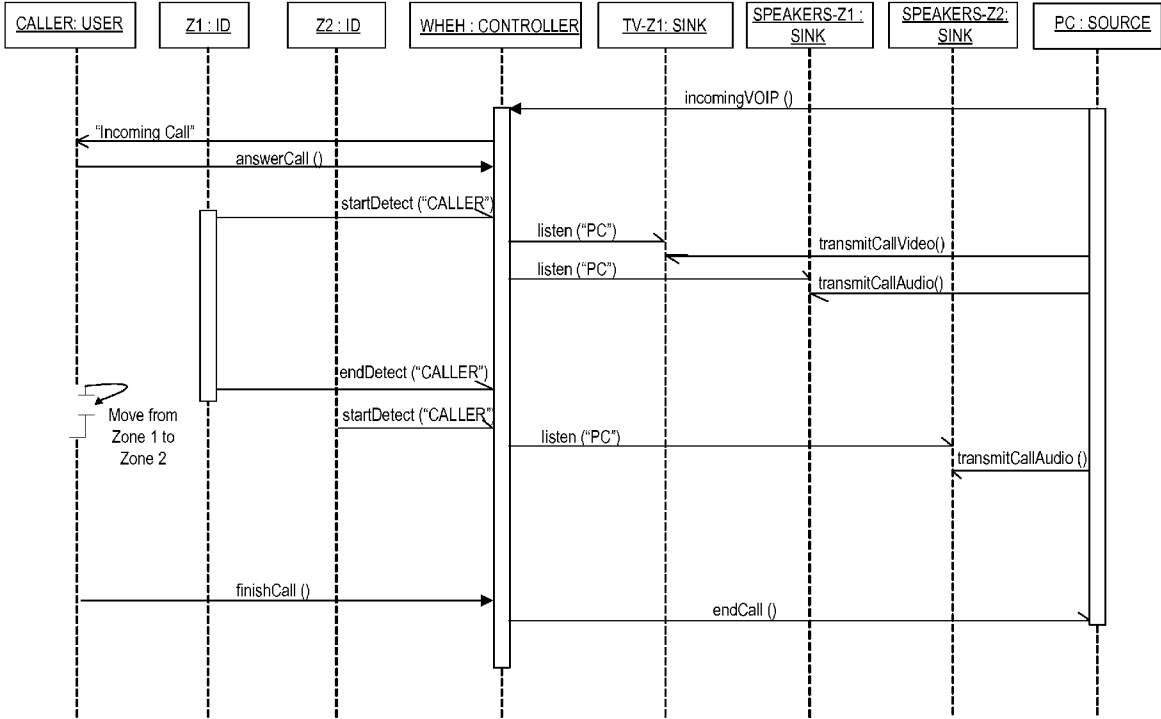 CALLER: USER
Z1 : ID
Z2 : ID
WHEH : CONTROLLER
TV-Z1: SINK
SPEAKERS-Z1 :
SINK
SPEAKERS-Z2:
SINK
PC : SOURCE
incomingVOIP ()
“Incoming Call”
answerCall ()
startDetect (“CALLER”)
listen (“PC”)
transmitCallVideo()
listen (“PC”)
transmitCallAudio()
endDetect (“CALLER”)
Move from
Zone 1 to
Zone 2
startDetect (“CALLER”)
listen (“PC”)
transmitCallAudio ()
finishCall ()
endCall ()